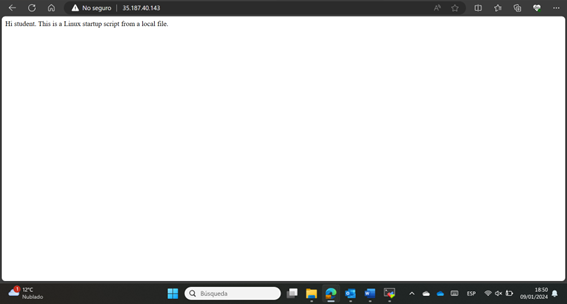 No seguro
35.187.40.143
Hi student. This is a Linux startup script from a local file.
1
12°C
Nublado
Búsqueda
ESP
18:50
09/01/2024